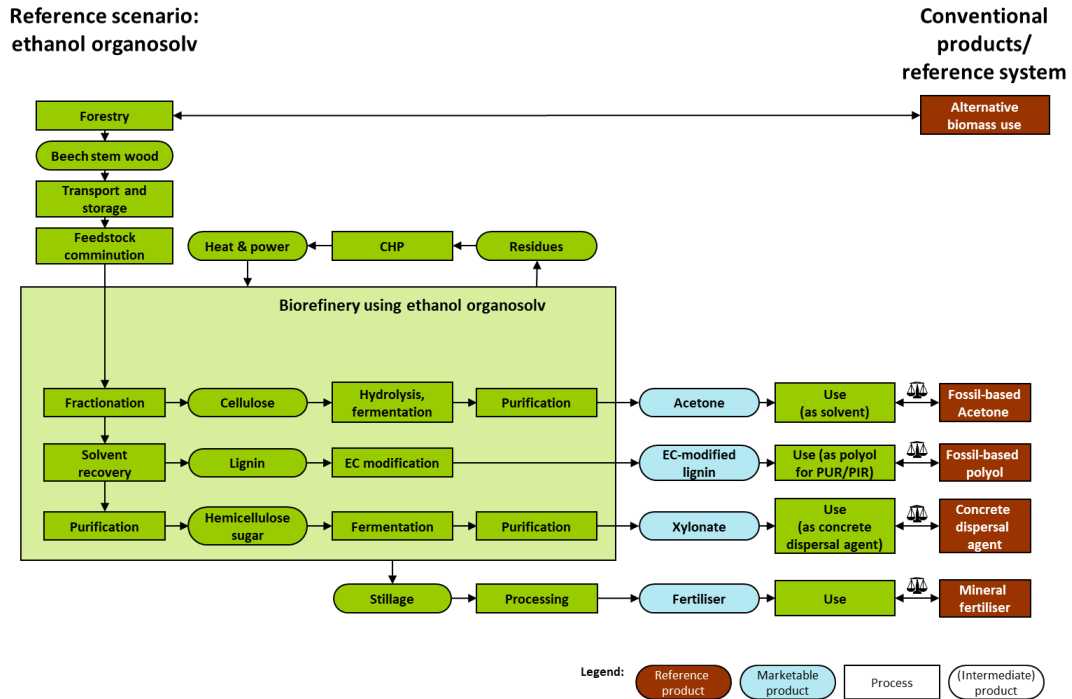 Reference scenario:
ethanol organosolv
Conventional
products/
reference system
Forestry
Alternative
biomass use
Beech stem wood
Transport and
storage
Feedstock
comminution
Heat & power
CHP
Residues
Biorefinery using ethanol organosolv
Fractionation
Cellulose
Hydrolysis,
fermentation
Purification
Acetone
Use
(as solvent)
Fossil-based
Acetone
Solvent
recovery
Lignin
EC modification
EC-modified
lignin
Use (as polyol
for PUR/PIR)
Fossil-based
polyol
Purification
Hemicellulose
sugar
Fermentation
Purification
Xylonate
Use
(as concrete
dispersal agent)
Concrete
dispersal
agent
Stillage
Processing
Fertiliser
Use
Mineral
fertiliser
Legend:
Reference
product
Marketable
product
Process
(Intermediate)
product